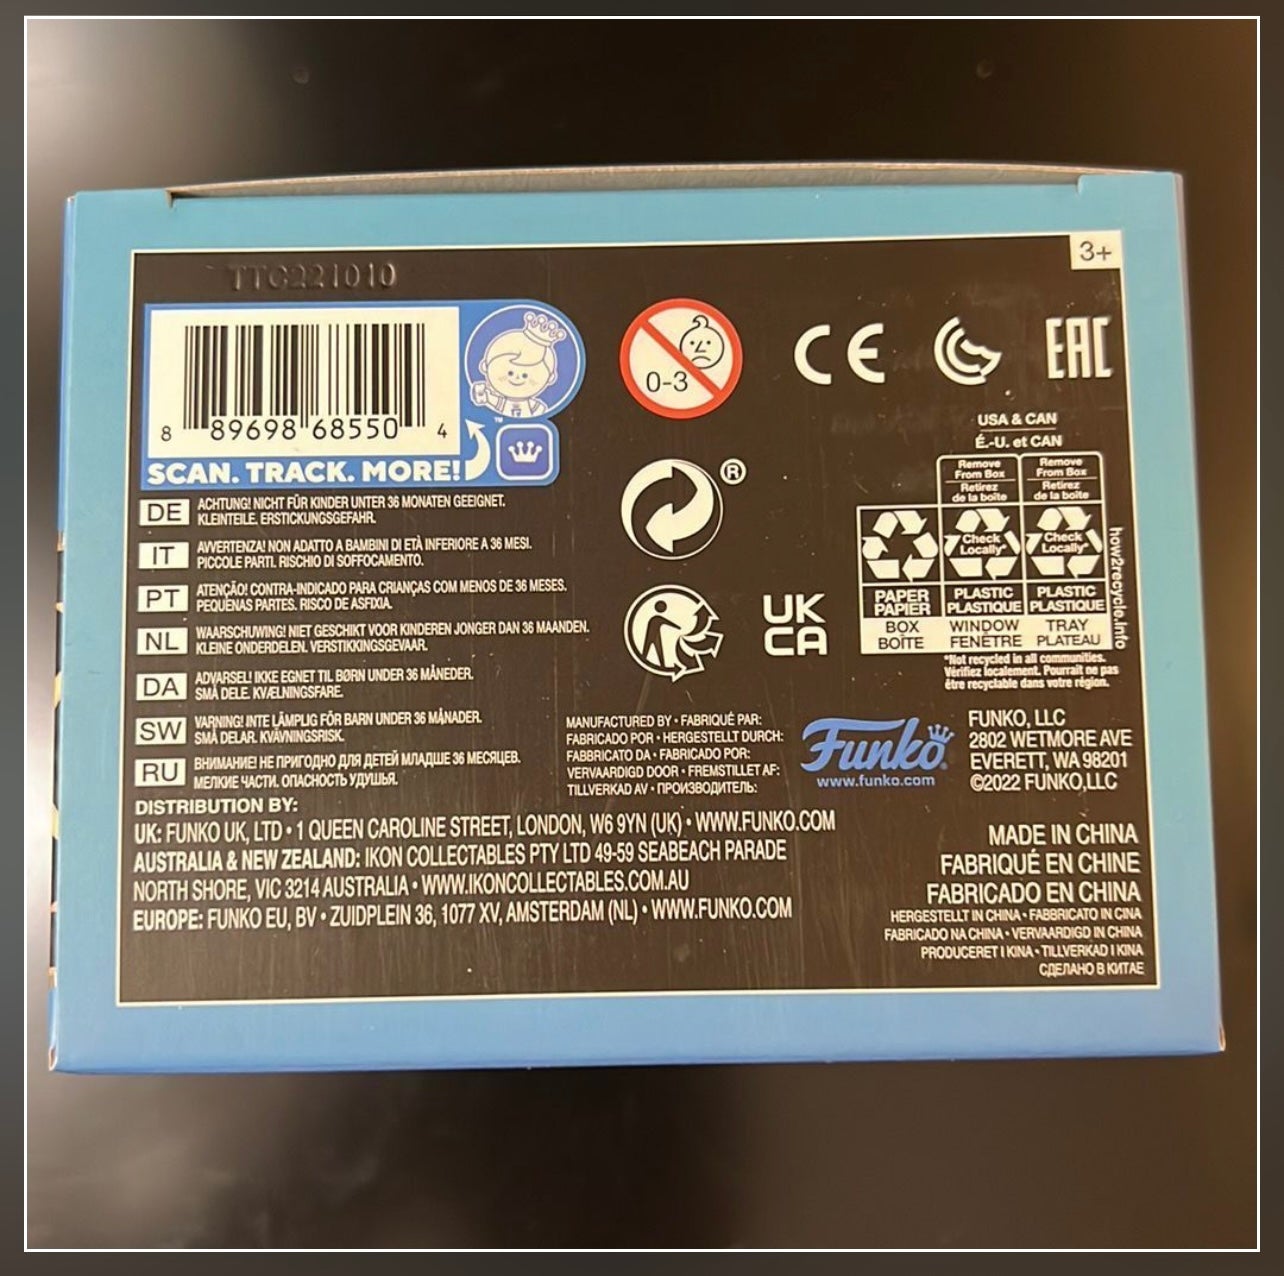 3+
TTC221010
8 89698 68550 4
SCAN. TRACK. MORE!
™
0-3
CE
EAC
USA & CAN
É.-U. et CAN
Remove
From Box
Retirez
de la boîte
Remove
From Box
Retirez
de la boîte
®
Check
Locally*
Check
Locally*
how2recycle.info
PAPER
PAPIER
PLASTIC
PLASTIQUE
PLASTIC
PLASTIQUE
BOX
BOÎTE
WINDOW
FENÊTRE
TRAY
PLATEAU
*Not recycled in all communities.
Vérifiez localement. Pourrait ne pas
être recyclable dans votre région.
UK
CA
DE ACHTUNG! NICHT FÜR KINDER UNTER 36 MONATEN GEEIGNET.
KLEINTEILE. ERSTICKUNGSGEFAHR.
IT AVVERTENZA! NON ADATTO A BAMBINI DI ETÀ INFERIORE A 36 MESI.
PICCOLE PARTI. RISCHIO DI SOFFOCAMENTO.
PT ATENÇÃO! CONTRA-INDICADO PARA CRIANÇAS COM MENOS DE 36 MESES.
PEQUENAS PARTES. RISCO DE ASFIXIA.
NL WAARSCHUWING! NIET GESCHIKT VOOR KINDEREN JONGER DAN 36 MAANDEN.
KLEINE ONDERDELEN. VERSTIKKINGSGEVAAR.
DA ADVARSEL! IKKE EGNET TIL BØRN UNDER 36 MÅNEDER.
SMÅ DELE. KVÆLNINGSFARE.
SW VARNING! INTE LÄMPLIG FÖR BARN UNDER 36 MÅNADER.
SMÅ DELAR. KVÄVNINGSRISK.
RU ВНИМАНИЕ! НЕ ПРИГОДНО ДЛЯ ДЕТЕЙ МЛАДШЕ 36 МЕСЯЦЕВ.
МЕЛКИЕ ЧАСТИ. ОПАСНОСТЬ УДУШЬЯ.
MANUFACTURED BY • FABRIQUÉ PAR:
FABRICADO POR • HERGESTELLT DURCH:
FABBRICATO DA • FABRICADO POR:
VERVAARDIGD DOOR • FREMSTILLET AF:
TILLVERKAD AV • ПРОИЗВОДИТЕЛЬ:
Funko
www.funko.com
FUNKO, LLC
2802 WETMORE AVE
EVERETT, WA 98201
©2022 FUNKO,LLC
DISTRIBUTION BY:
UK: FUNKO UK, LTD • 1 QUEEN CAROLINE STREET, LONDON, W6 9YN (UK) • WWW.FUNKO.COM
AUSTRALIA & NEW ZEALAND: IKON COLLECTABLES PTY LTD 49-59 SEABEACH PARADE
NORTH SHORE, VIC 3214 AUSTRALIA • WWW.IKONCOLLECTABLES.COM.AU
EUROPE: FUNKO EU, BV • ZUIDPLEIN 36, 1077 XV, AMSTERDAM (NL) • WWW.FUNKO.COM
MADE IN CHINA
FABRIQUÉ EN CHINE
FABRICADO EN CHINA
HERGESTELLT IN CHINA • FABBRICATO IN CINA
FABRICADO NA CHINA • VERVAARDIGD IN CHINA
PRODUCERET I KINA • TILLVERKAD I KINA
СДЕЛАНО В КИТАЕ